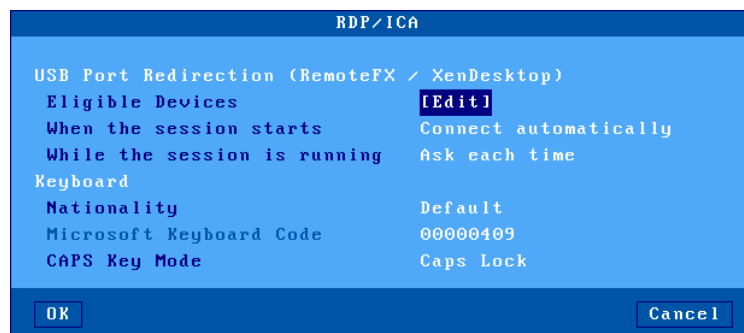 RDP/ICA
USB Port Redirection (RemoteFX / XenDesktop)
Eligible Devices [Edit]
When the session starts Connect automatically
While the session is running Ask each time
Keyboard
Nationality Default
Microsoft Keyboard Code 00000409
CAPS Key Mode Caps Lock
OK Cancel